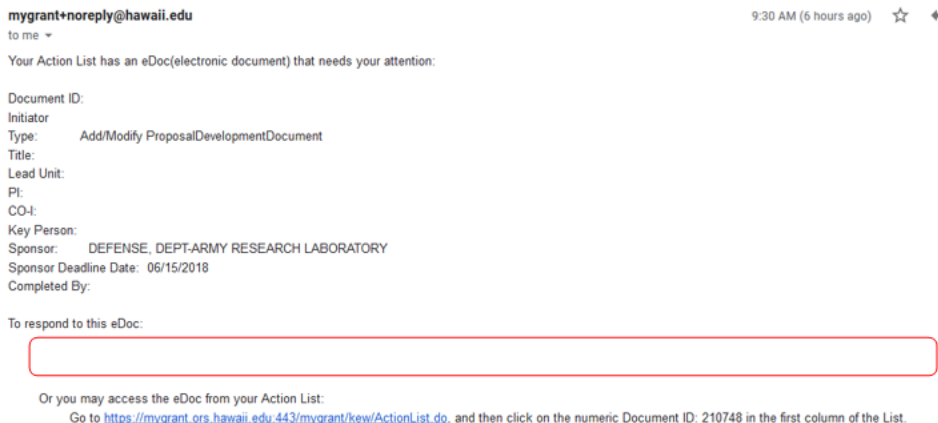 mygrant+noreply@hawaii.edu 9:30 AM (6 hours ago)
to me
Your Action List has an eDoc(electronic document) that needs your attention:
Document ID:
Initiator
Type: Add/Modify ProposalDevelopmentDocument
Title:
Lead Unit:
PI:
CO-I:
Key Person:
Sponsor: DEFENSE, DEPT-ARMY RESEARCH LABORATORY
Sponsor Deadline Date: 06/15/2018
Completed By:
To respond to this eDoc:
Or you may access the eDoc from your Action List:
Go to https://mygrant.ors.hawaii.edu:443/mygrant/kew/ActionList.do, and then click on the numeric Document ID: 210748 in the first column of the List.